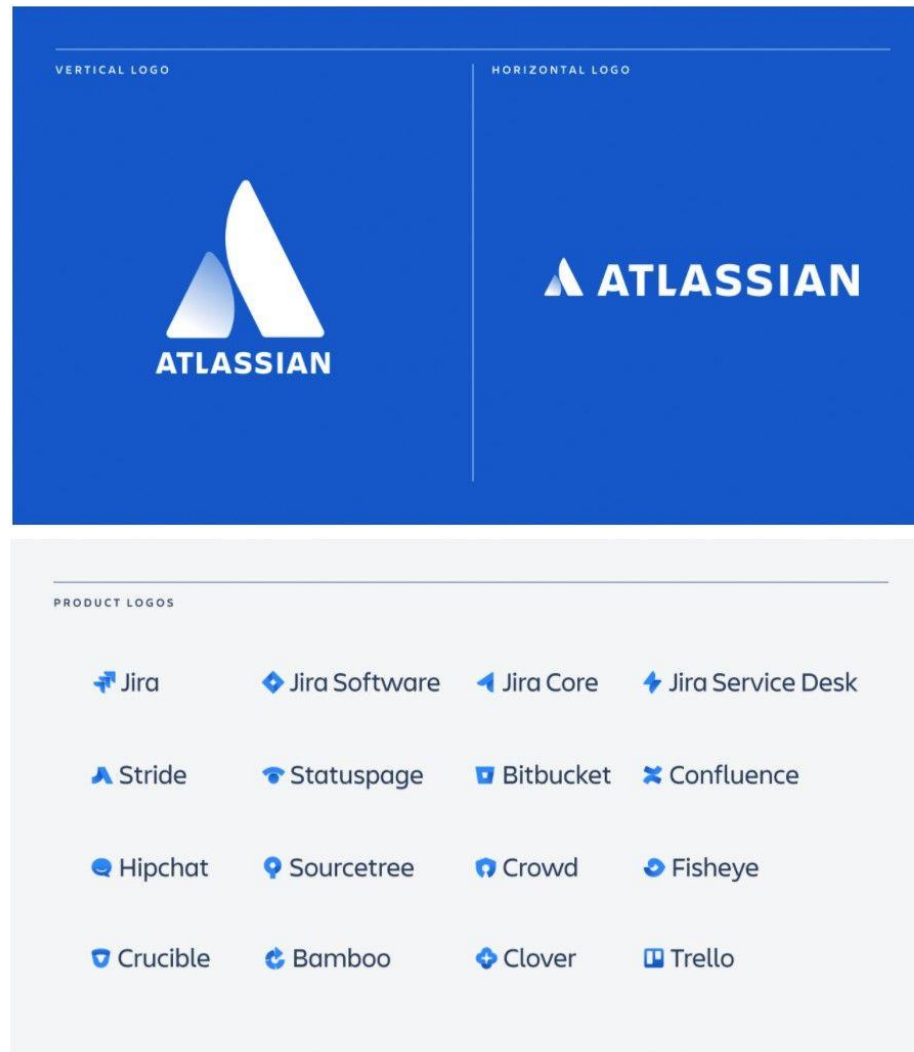 VERTICAL LOGO
HORIZONTAL LOGO
ATLASSIAN
ATLASSIAN
PRODUCT LOGOS
Jira
Jira Software
Jira Core
Jira Service Desk
Stride
Statuspage
Bitbucket
Confluence
Hipchat
Sourcetree
Crowd
Fisheye
Crucible
Bamboo
Clover
Trello